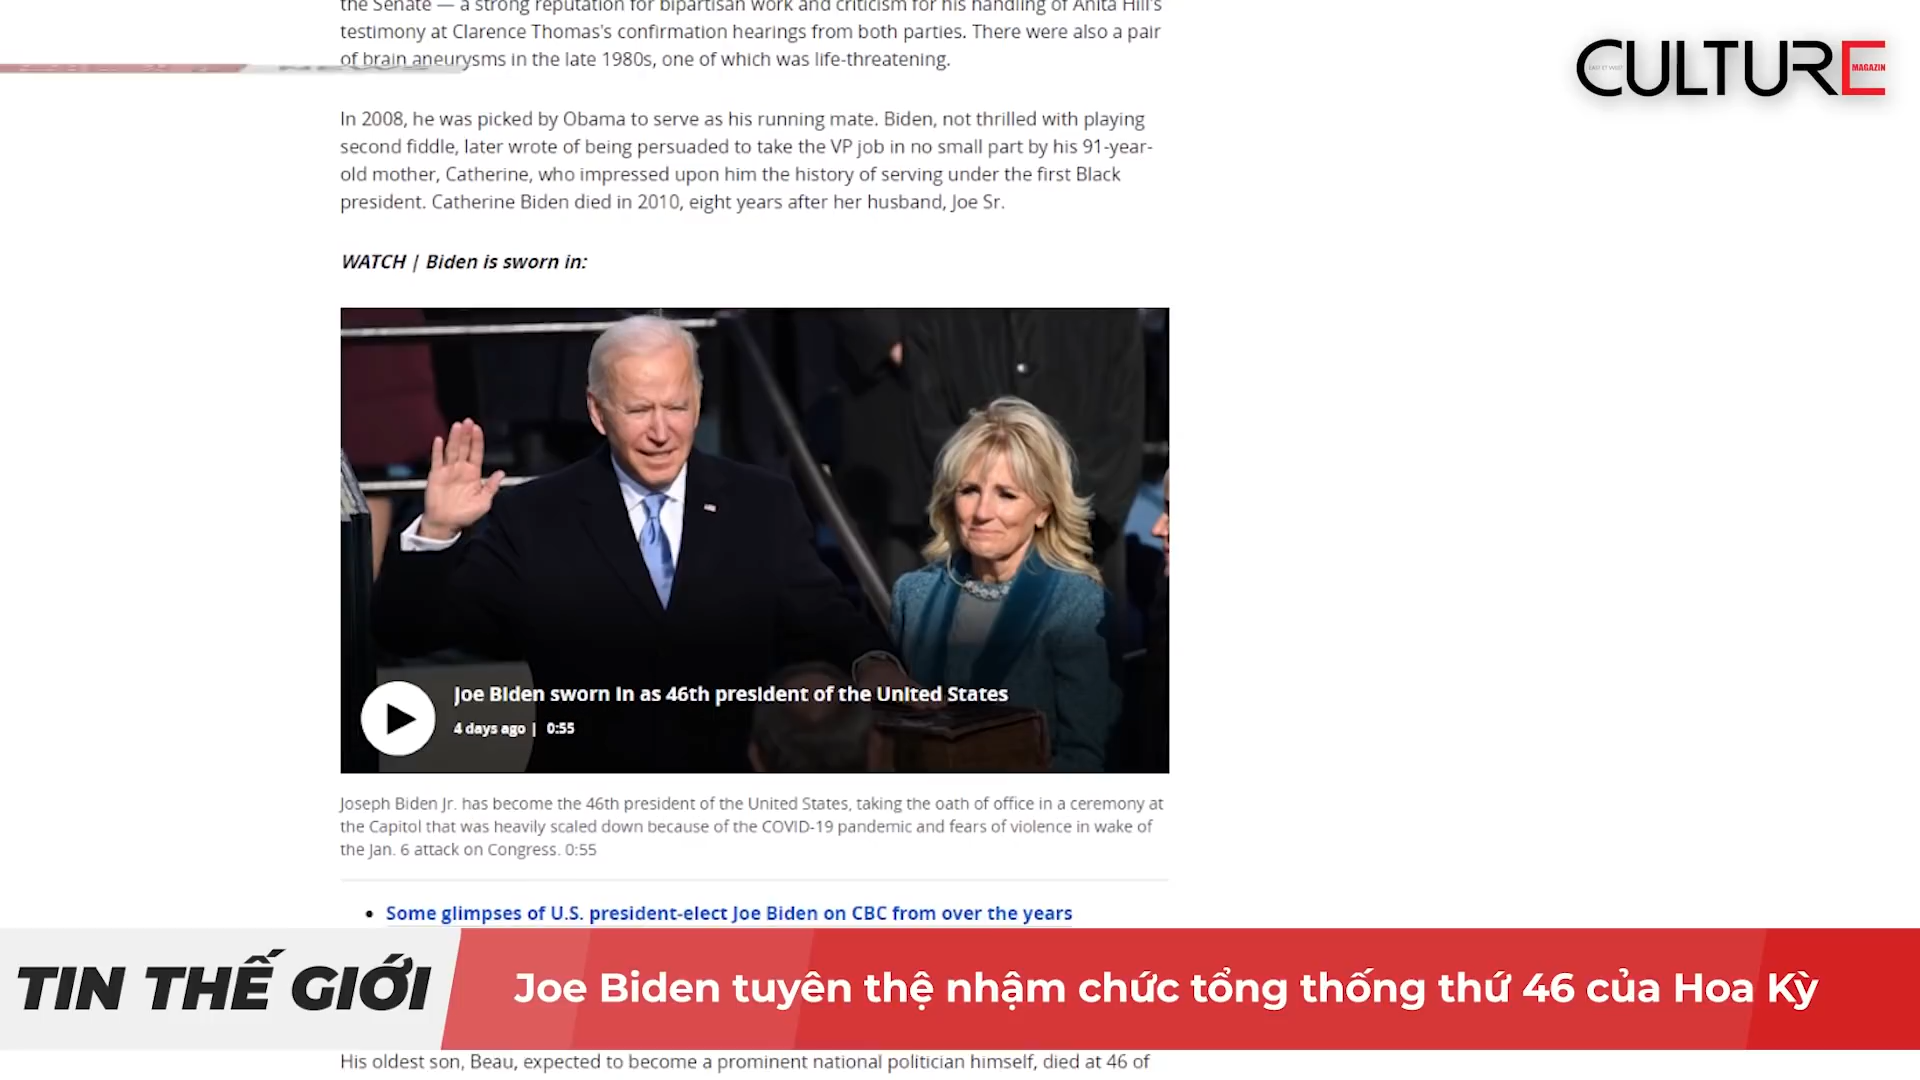 the Senate — a strong reputation for bipartisan work and criticism for his handling of Anita Hill's
testimony at Clarence Thomas's confirmation hearings from both parties. There were also a pair
of brain aneurysms in the late 1980s, one of which was life-threatening.
CULTURE
MAGAZIN
In 2008, he was picked by Obama to serve as his running mate. Biden, not thrilled with playing
second fiddle, later wrote of being persuaded to take the VP job in no small part by his 91-year-
old mother, Catherine, who impressed upon him the history of serving under the first Black
president. Catherine Biden died in 2010, eight years after her husband, Joe Sr.
WATCH | Biden is sworn in:
Joe Biden sworn in as 46th president of the United States
4 days ago | 0:55
Joseph Biden Jr. has become the 46th president of the United States, taking the oath of office in a ceremony at
the Capitol that was heavily scaled down because of the COVID-19 pandemic and fears of violence in wake of
the Jan. 6 attack on Congress. 0:55
• Some glimpses of U.S. president-elect Joe Biden on CBC from over the years
TIN THẾ GIỚI
Joe Biden tuyên thệ nhậm chức tổng thống thứ 46 của Hoa Kỳ
His oldest son, Beau, expected to become a prominent national politician himself, died at 46 of